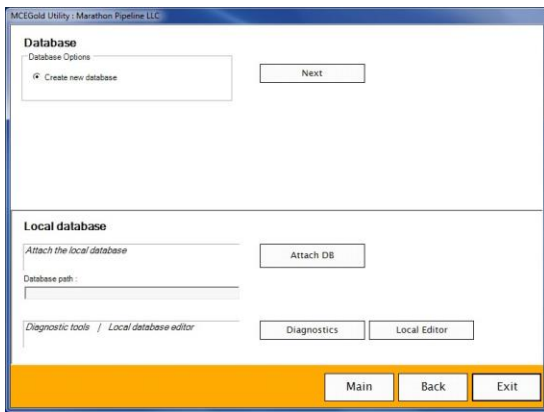 MCEGold Utility : Marathon Pipeline LLC
Database
Database Options
Create new database
Next
Local database
Attach the local database
Attach DB
Database path :
Diagnostic tools | Local database editor
Diagnostics
Local Editor
Main
Back
Exit